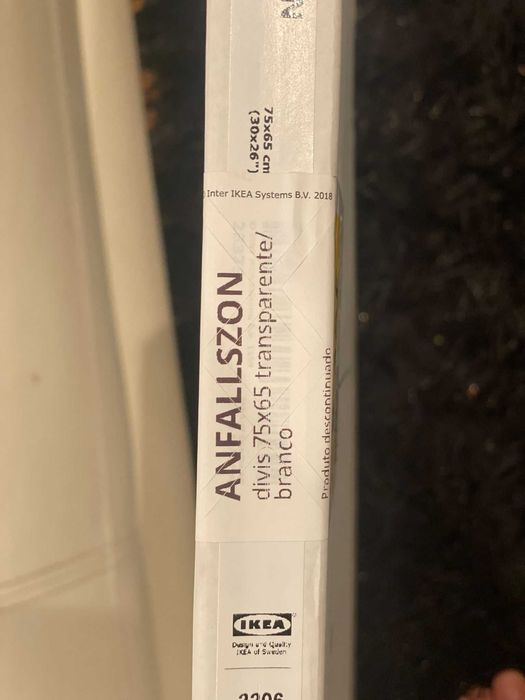 75x65 cm
(30x26")
Inter IKEA Systems B.V. 2018
ANFALLSZON
divis 75x65 transparente/
branco
Produto descontinuado
IKEA
Design and Quality
IKEA of Sweden